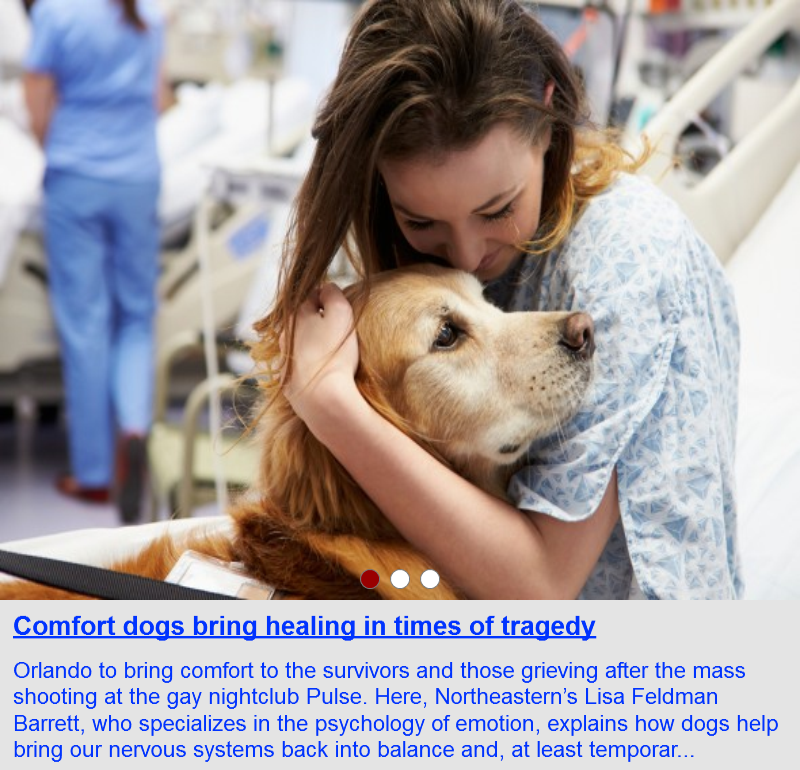 Comfort dogs bring healing in times of tragedy
Orlando to bring comfort to the survivors and those grieving after the mass
shooting at the gay nightclub Pulse. Here, Northeastern’s Lisa Feldman
Barrett, who specializes in the psychology of emotion, explains how dogs help
bring our nervous systems back into balance and, at least temporar...